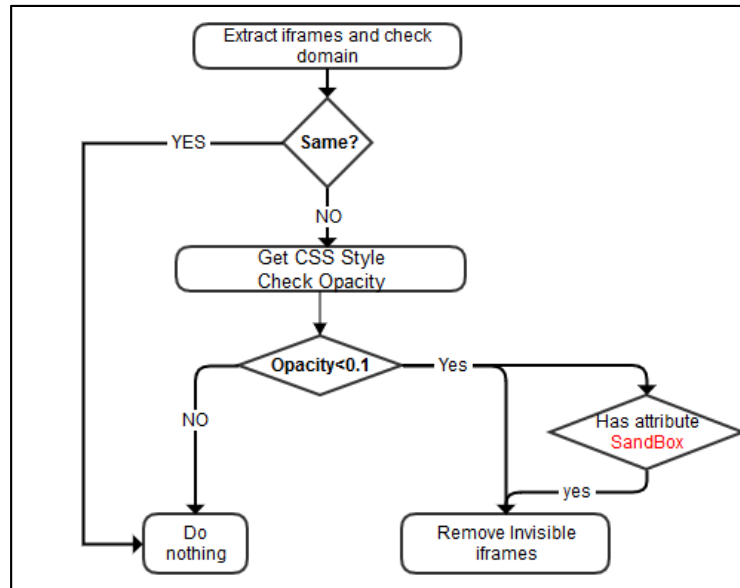 Extract iframes and check
domain
YES
Same?
NO
Get CSS Style
Check Opacity
Opacity<0.1
Yes
NO
Has attribute
SandBox
yes
Do
nothing
Remove Invisible
iframes